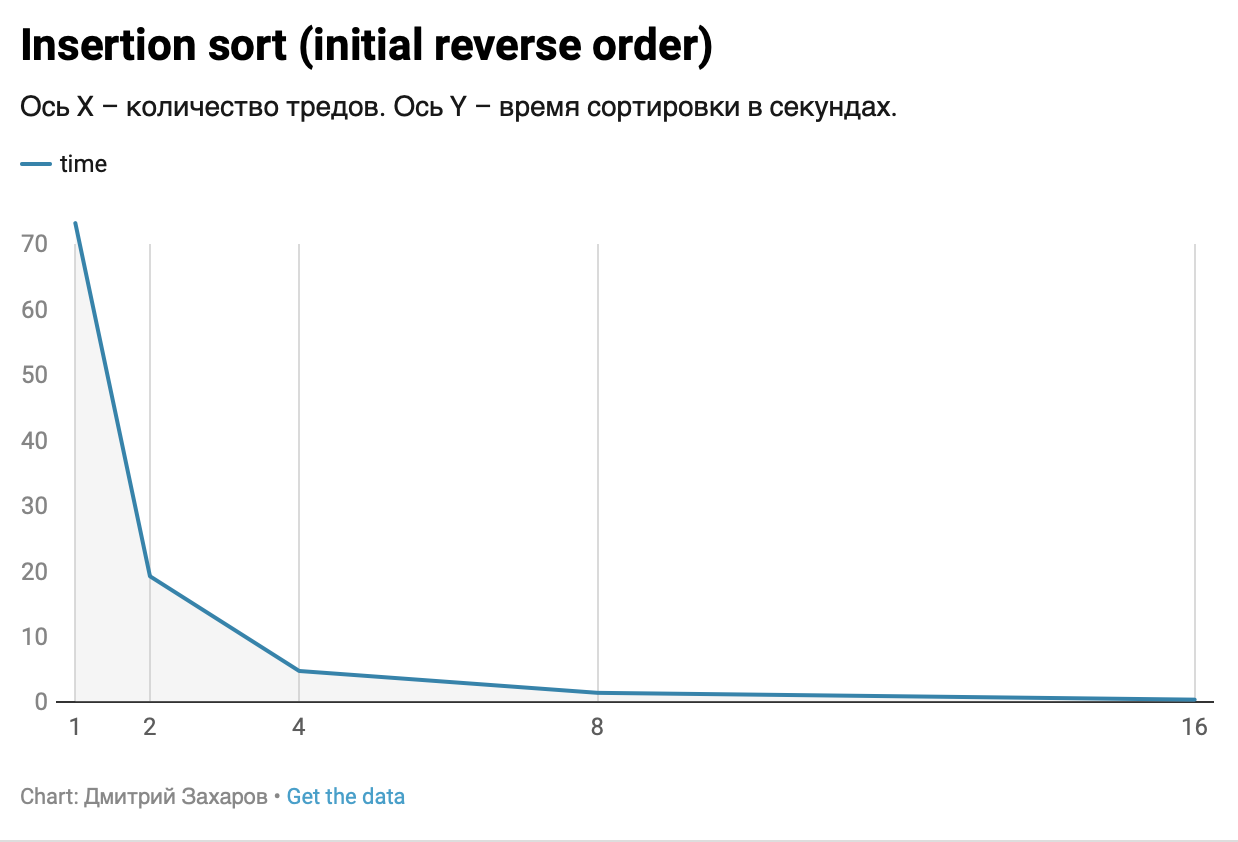 Insertion sort (initial reverse order)
Ось X – количество тредов. Ось Y – время сортировки в секундах.
time
70
60
50
40
30
20
10
0
1 2 4 8 16
Chart: Дмитрий Захаров • Get the data